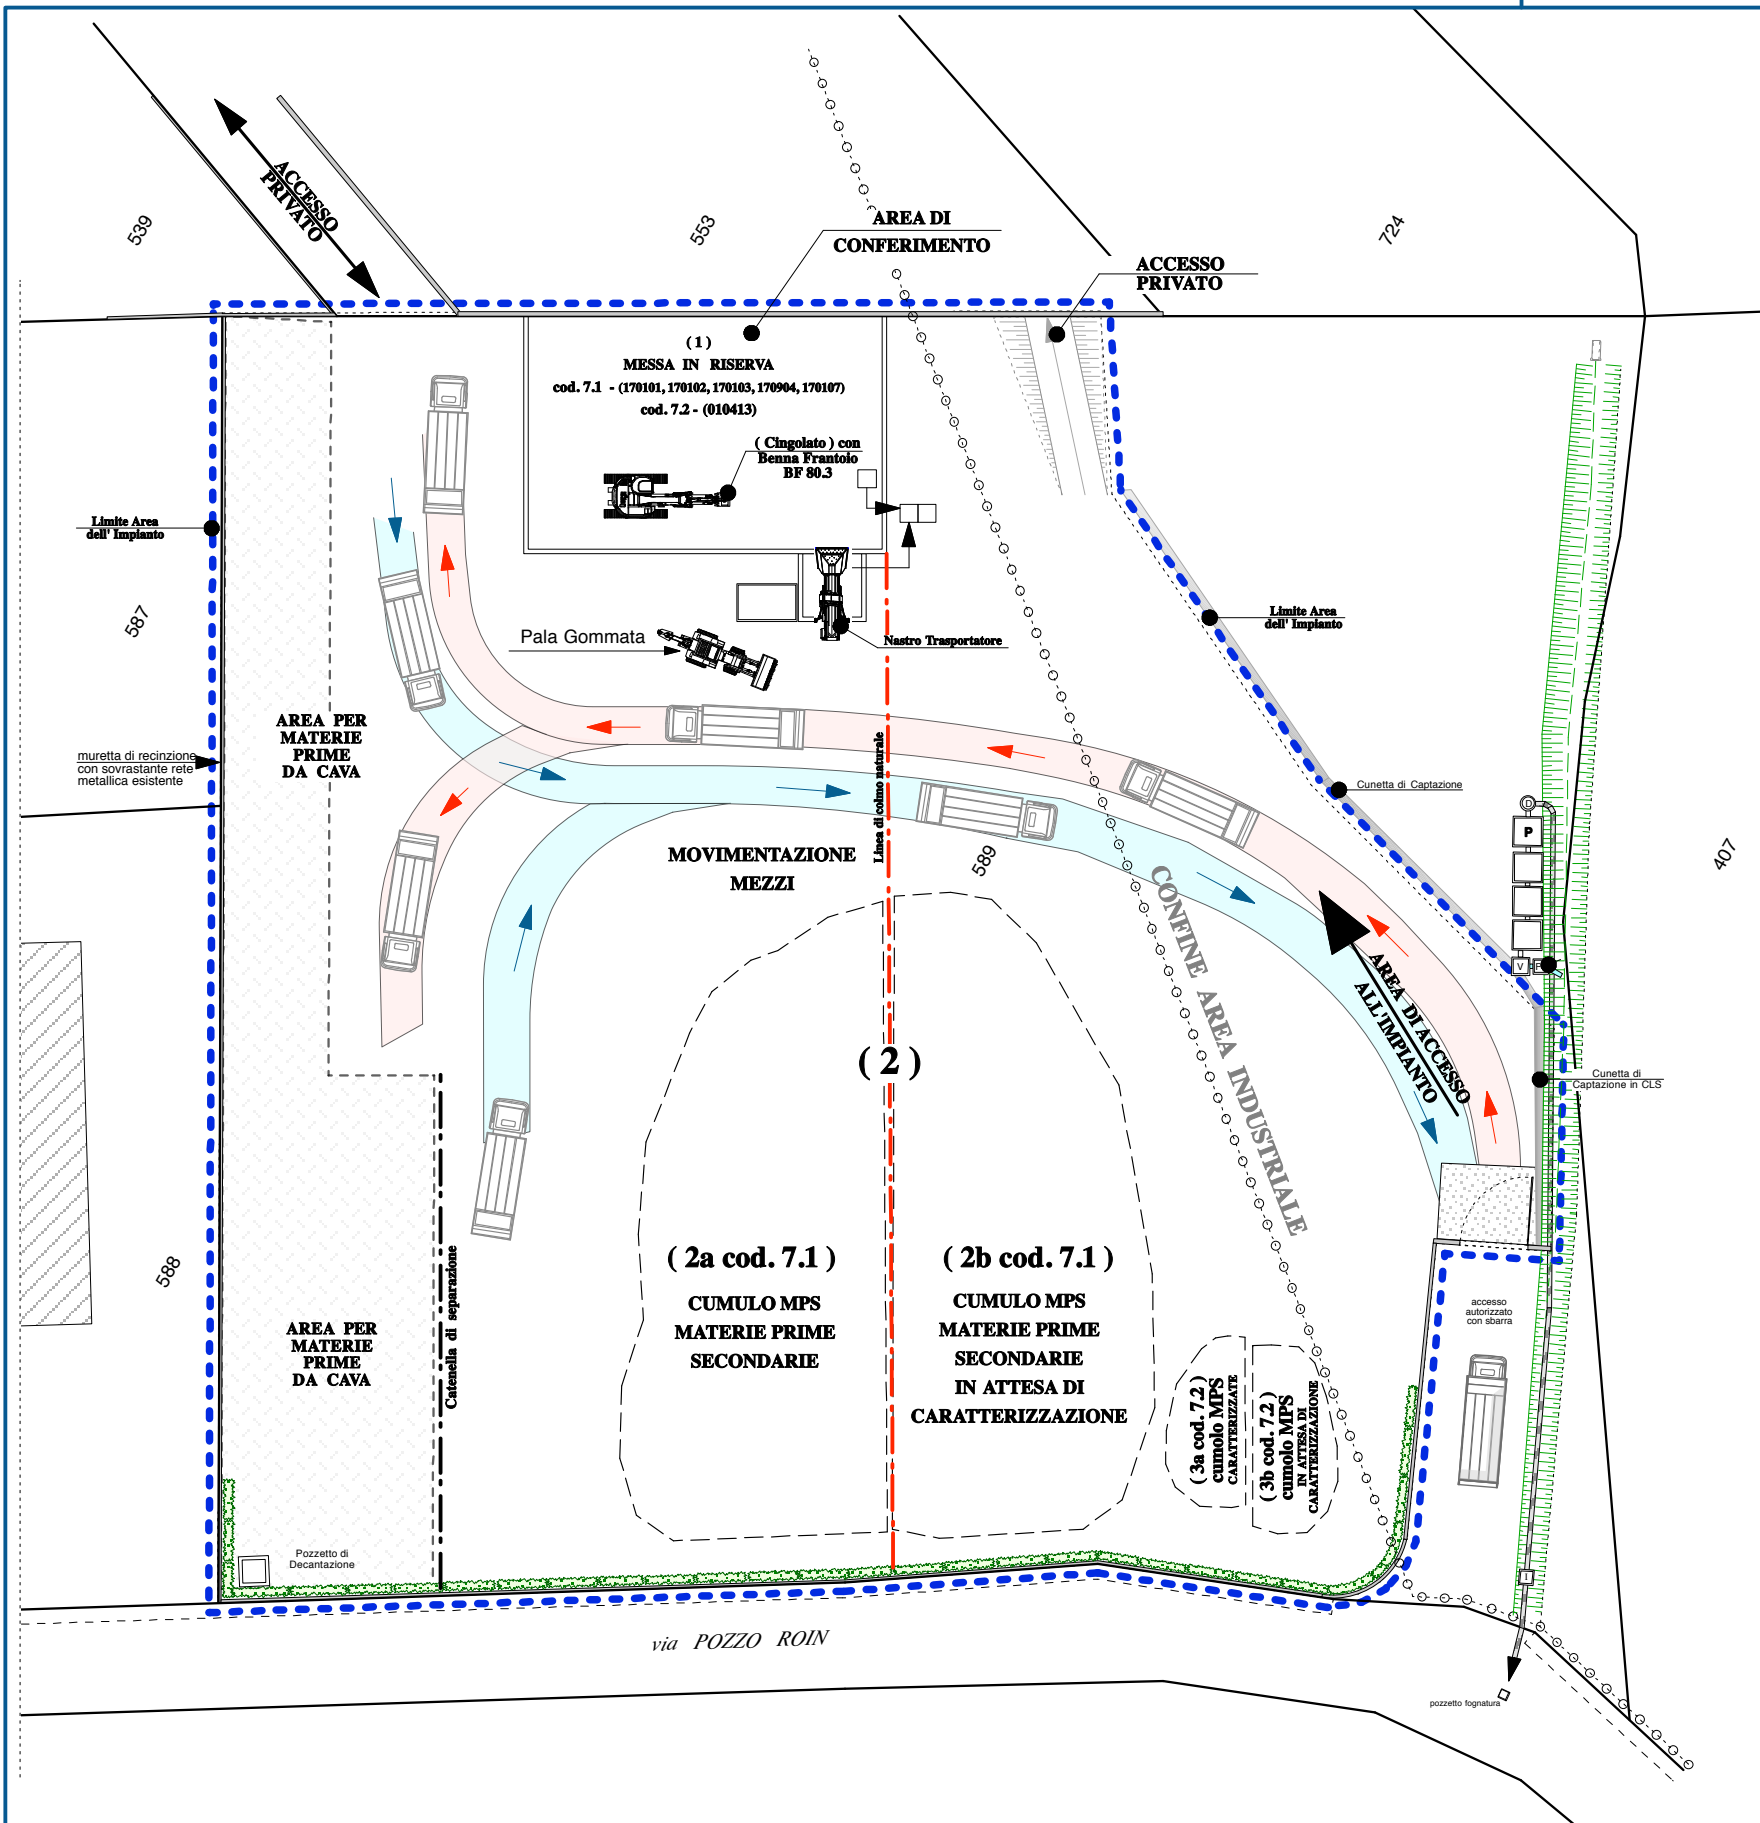 ACCESSO
PRIVATO
539
553
724
AREA DI
CONFERIMENTO
ACCESSO
PRIVATO
( 1 )
MESSA IN RISERVA
cod. 7.1 - (170101, 170102, 170103, 170904, 170107)
cod. 7.2 - (010413)
( Cingolato ) con
Benna Frantoio
BF 80.3
Limite Area
dell' Impianto
587
Pala Gommata
Nastro Trasportatore
Limite Area
dell' Impianto
AREA PER
MATERIE
PRIME
DA CAVA
muretta di recinzione
con sovrastante rete
metallica esistente
Linea di colmo naturale
Cunetta di Captazione
D
P
V
MOVIMENTAZIONE
MEZZI
589
407
CONFINE AREA INDUSTRIALE
AREA DI ACCESSO
ALL'IMPIANTO
( 2 )
Cunetta di
Captazione in CLS
588
( 2a cod. 7.1 )
CUMULO MPS
MATERIE PRIME
SECONDARIE
( 2b cod. 7.1 )
CUMULO MPS
MATERIE PRIME
SECONDARIE
IN ATTESA DI
CARATTERIZZAZIONE
Catenella di separazione
AREA PER
MATERIE
PRIME
DA CAVA
accesso
autorizzato
con sbarra
( 3a cod. 7.2 )
cumolo MPS
CARATTERIZZATE
( 3b cod. 7.2 )
cumolo MPS
IN ATTESA DI
CARATTERIZZAZIONE
Pozzetto di
Decantazione
I
via POZZO ROIN
pozzetto fognatura